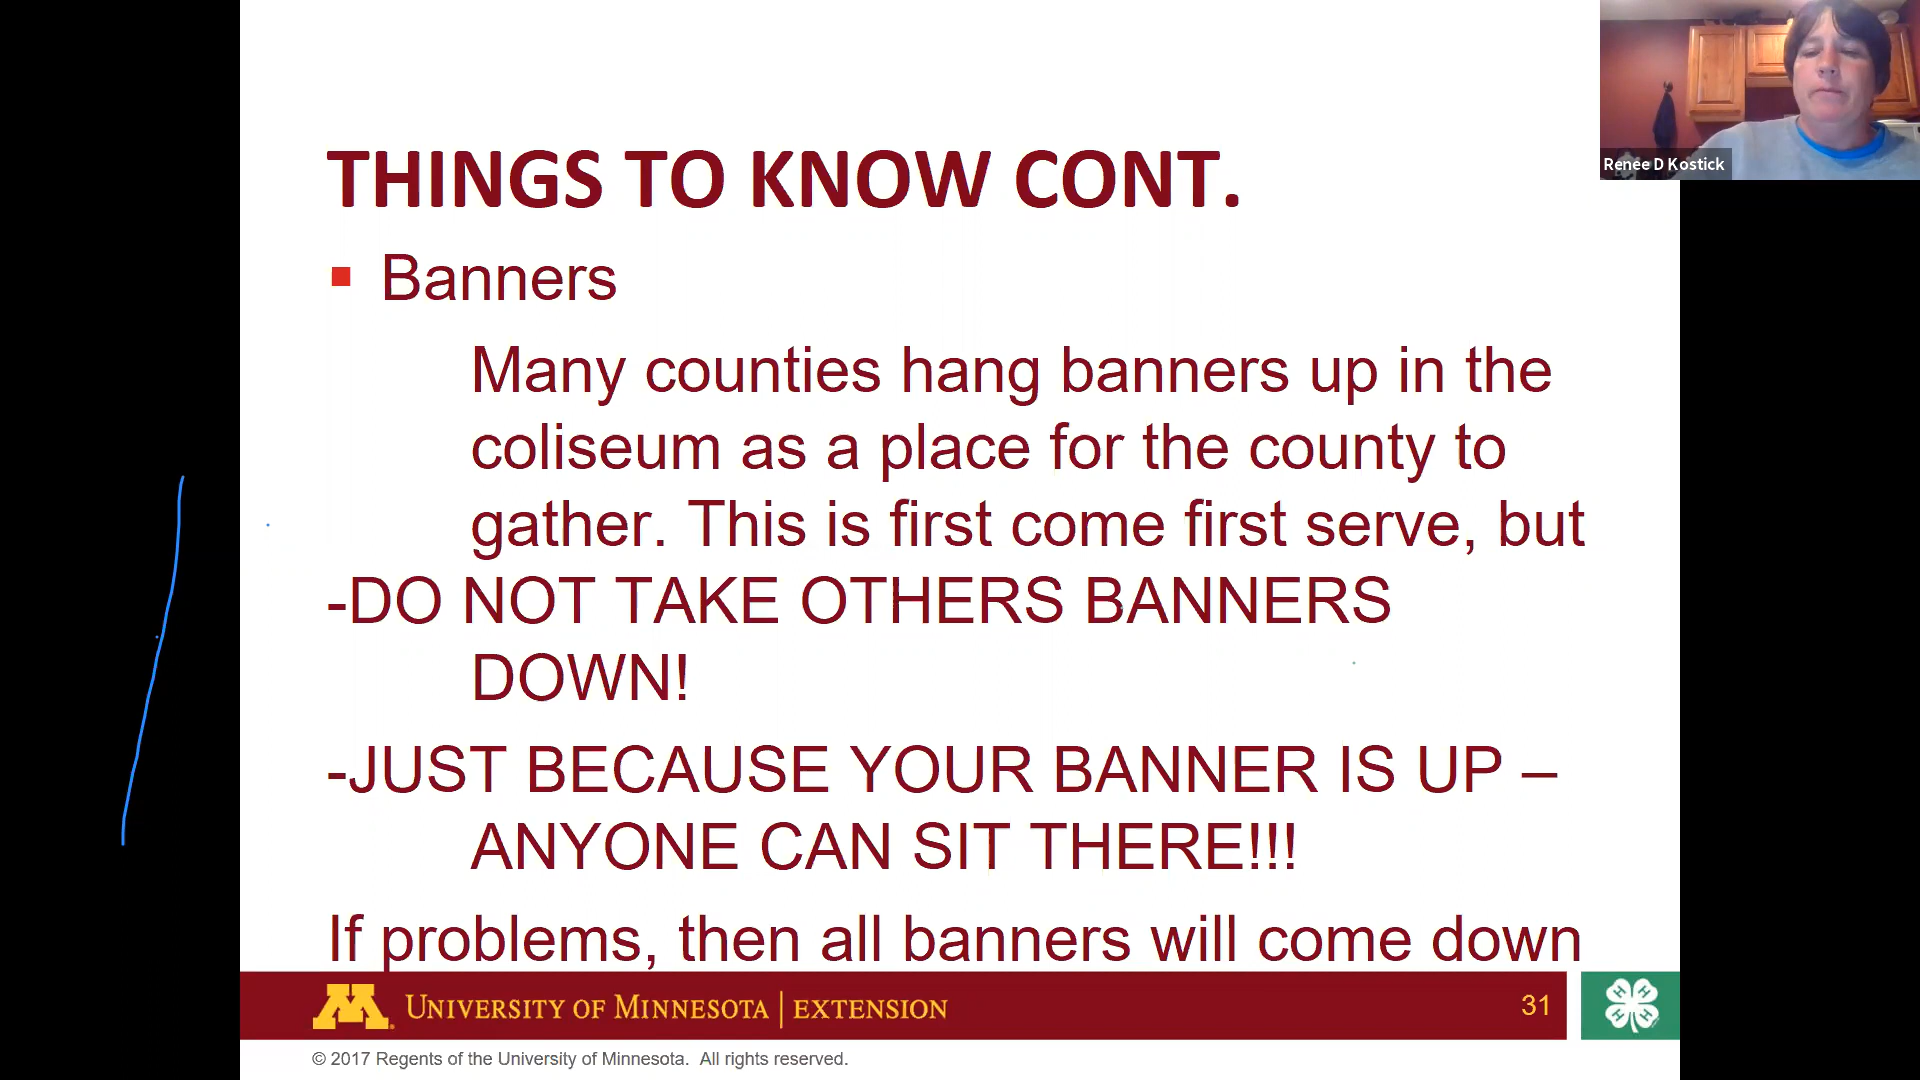 Renee D Kostick
THINGS TO KNOW CONT.
▪ Banners
Many counties hang banners up in the
coliseum as a place for the county to
gather. This is first come first serve, but
-DO NOT TAKE OTHERS BANNERS
DOWN!
-JUST BECAUSE YOUR BANNER IS UP –
ANYONE CAN SIT THERE!!!
If problems, then all banners will come down
M UNIVERSITY OF MINNESOTA | EXTENSION
31
H H H H
© 2017 Regents of the University of Minnesota. All rights reserved.